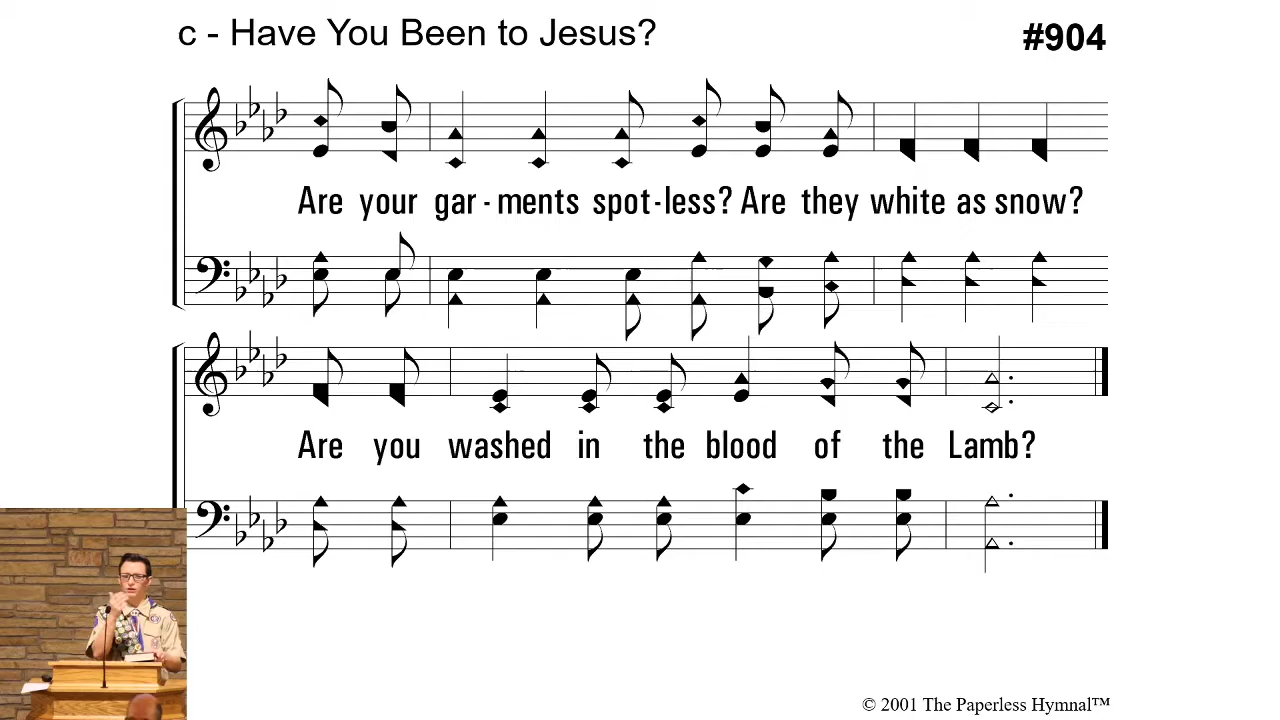 c - Have You Been to Jesus?
#904
Are your gar - ments spot - less? Are they white as snow?
Are you washed in the blood of the Lamb?
© 2001 The Paperless Hymnal™